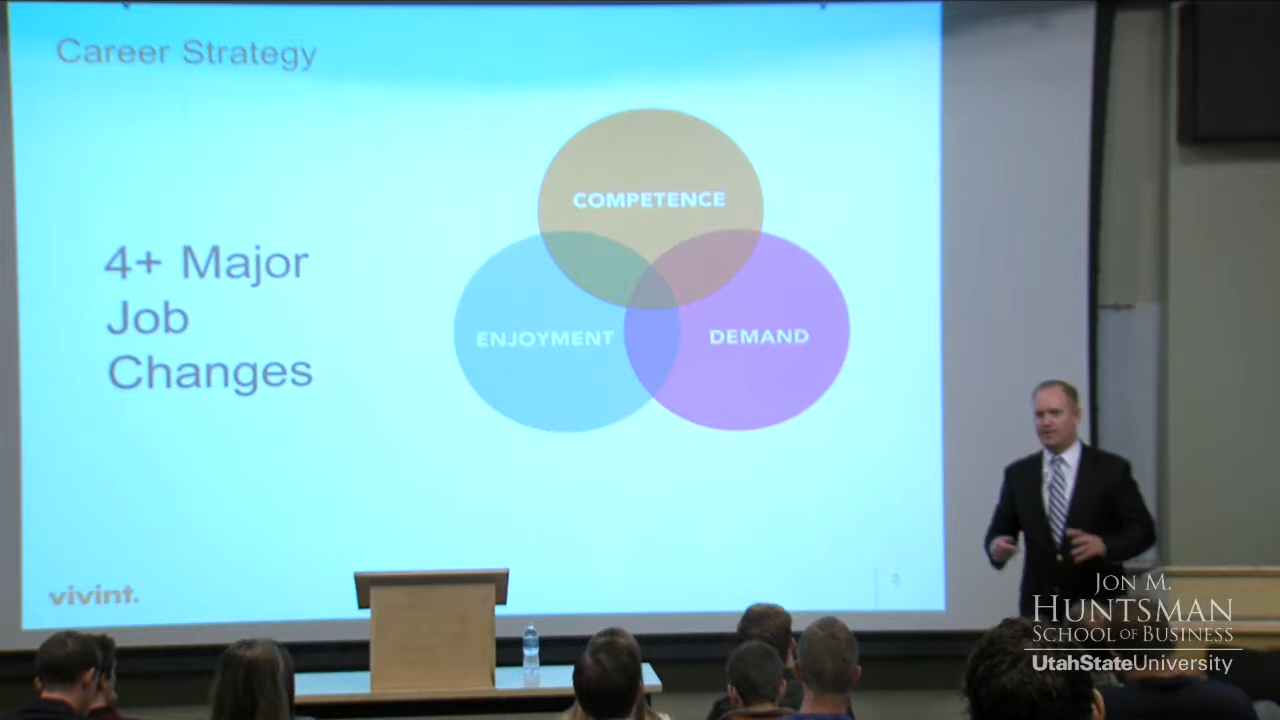 Career Strategy
COMPETENCE
4+ Major
Job
Changes
ENJOYMENT
DEMAND
vivint.
JON M.
HUNTSMAN
SCHOOL OF BUSINESS
UtahStateUniversity